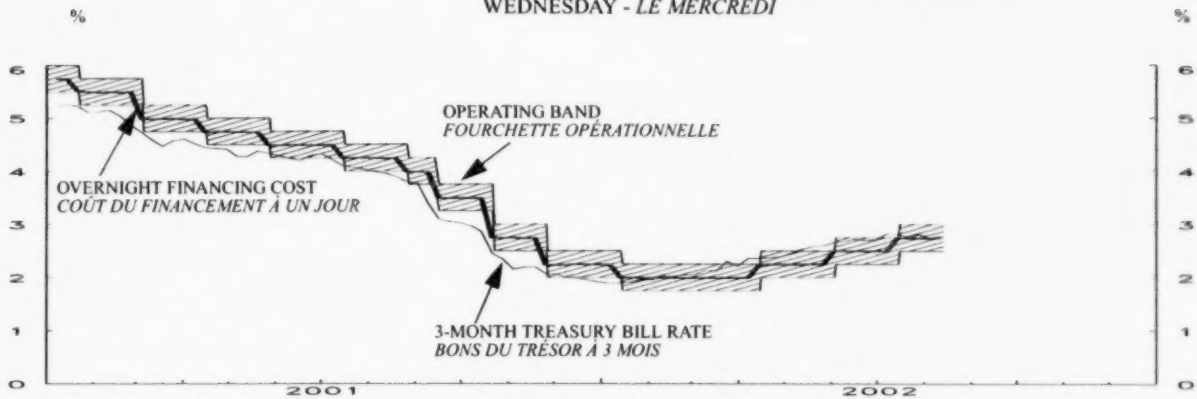 WEDNESDAY - LE MERCREDI
% %
6 6
5 5
4 4
3 3
2 2
1 1
0 0
OPERATING BAND
FOURCHETTE OPÉRATIONNELLE
OVERNIGHT FINANCING COST
COÛT DU FINANCEMENT À UN JOUR
3-MONTH TREASURY BILL RATE
BONS DU TRÉSOR À 3 MOIS
2001 2002